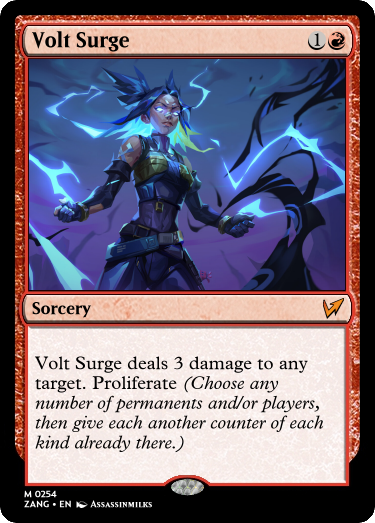 Volt Surge 1
Sorcery
Volt Surge deals 3 damage to any
target. Proliferate (Choose any
number of permanents and/or players,
then give each another counter of each
kind already there.)
M 0254
ZANG • EN Assassinmilks